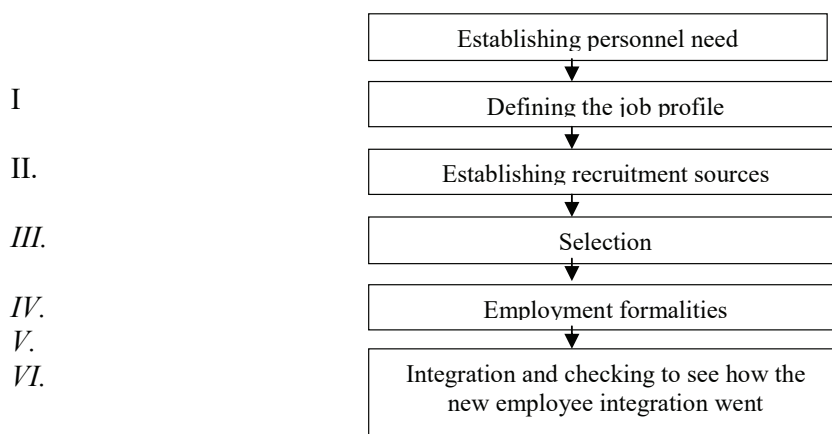 Establishing personnel need
I
Defining the job profile
II.
Establishing recruitment sources
III.
Selection
IV.
Employment formalities
V.
VI.
Integration and checking to see how the
new employee integration went